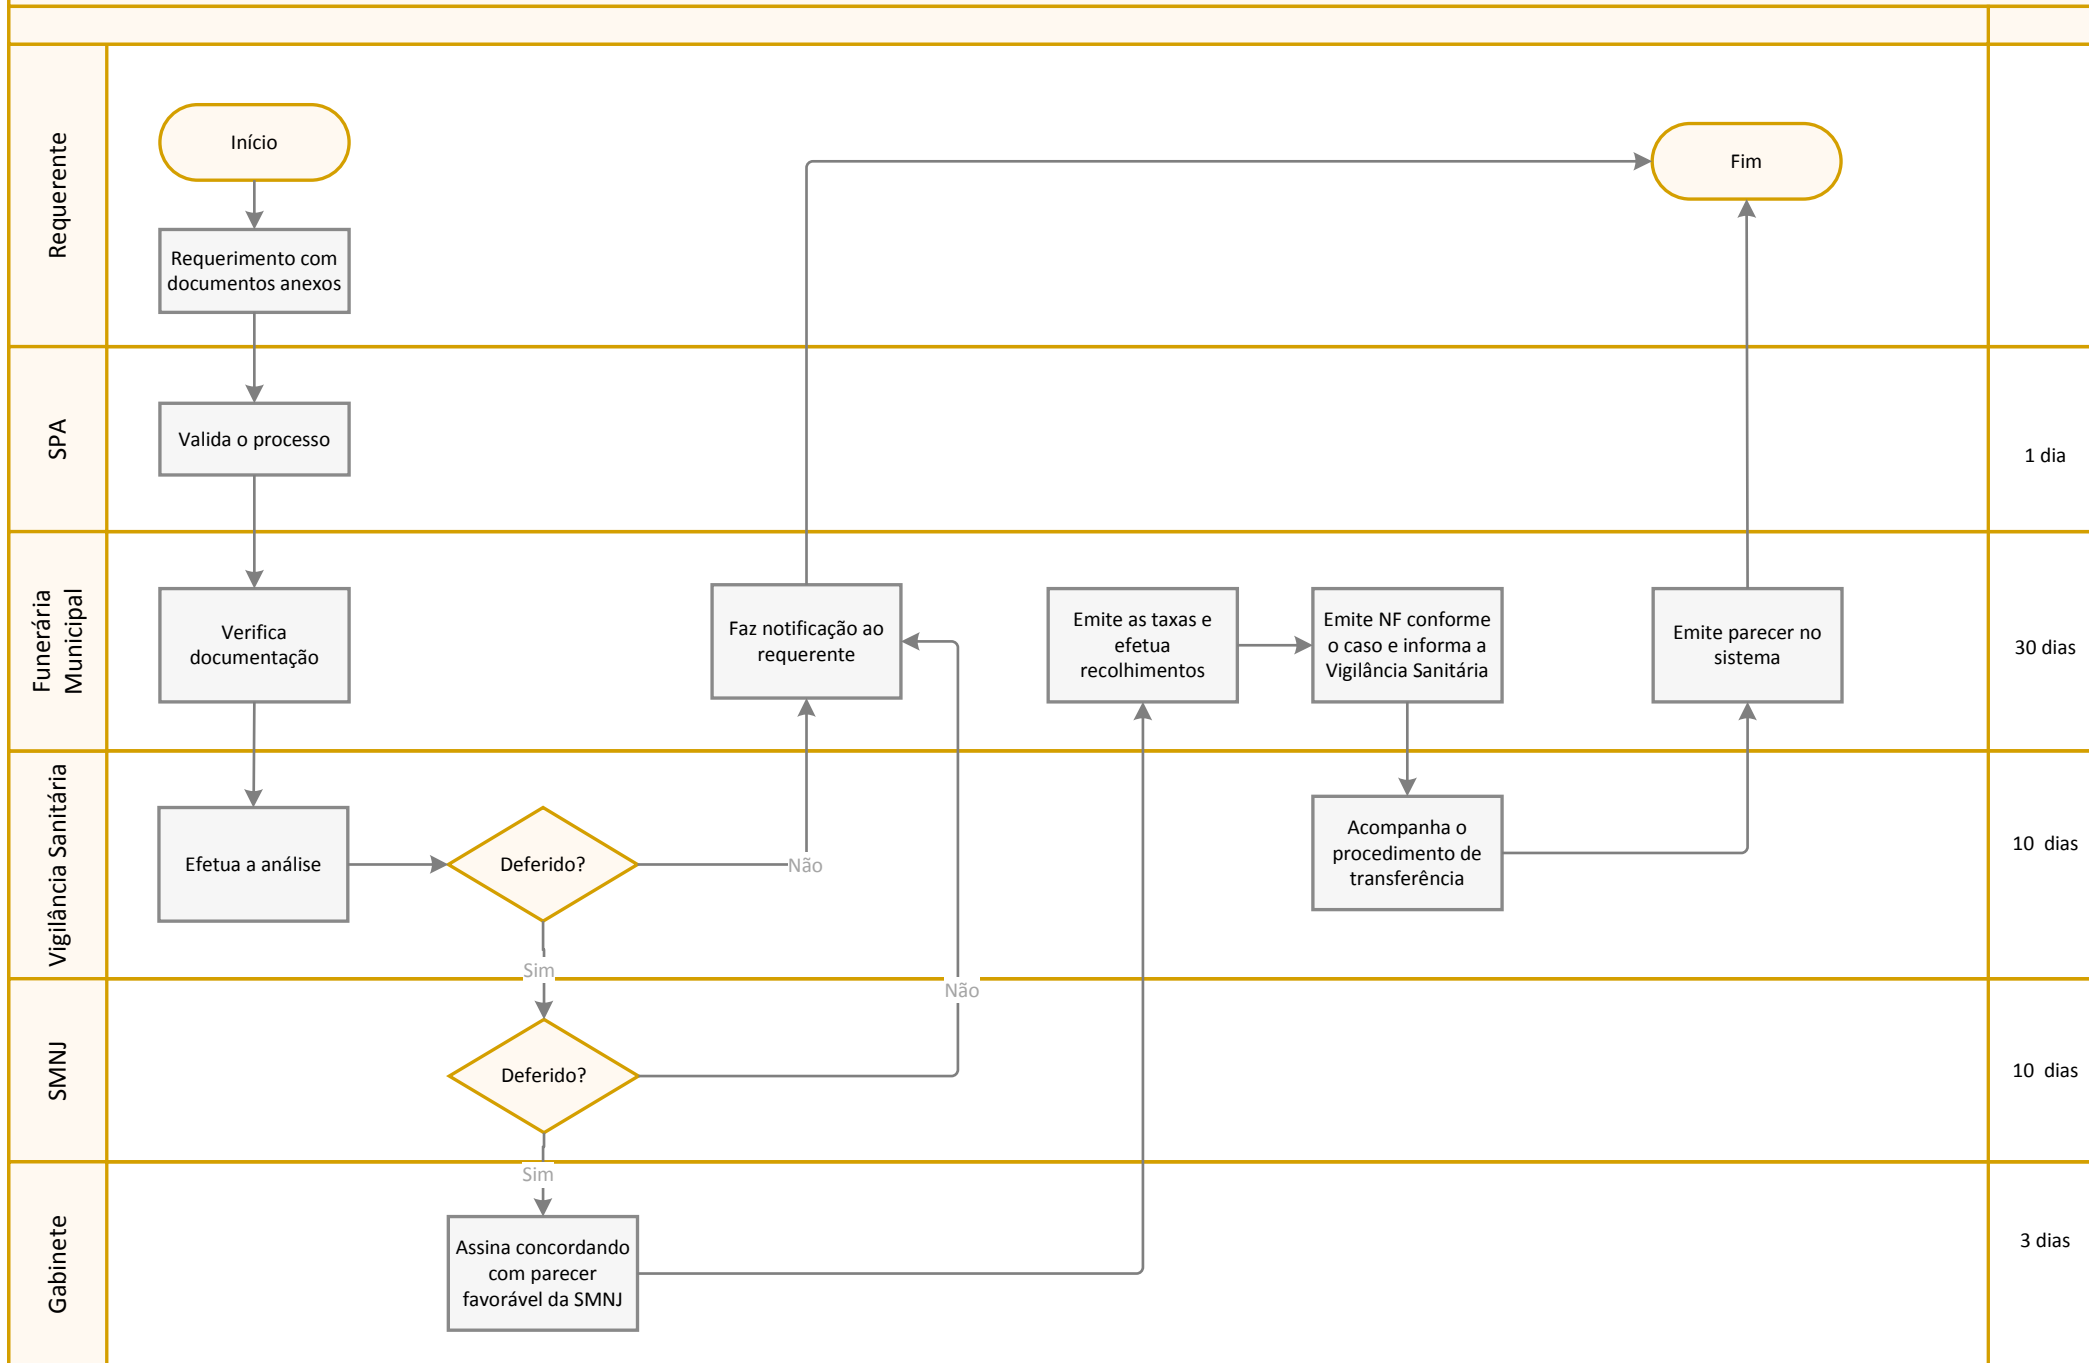 Requerente
Início
Fim
Requerimento com
documentos anexos
SPA
Valida o processo
1 dia
Funerária
Municipal
Verifica
documentação
Faz notificação ao
requerente
Emite as taxas e
efetua
recolhimentos
Emite NF conforme
o caso e informa a
Vigilância Sanitária
Emite parecer no
sistema
30 dias
Vigilância Sanitária
Efetua a análise
Deferido?
Não
Acompanha o
procedimento de
transferência
10  dias
Sim
Não
SMNJ
Deferido?
10  dias
Sim
Gabinete
Assina concordando
com parecer
favorável da SMNJ
3 dias